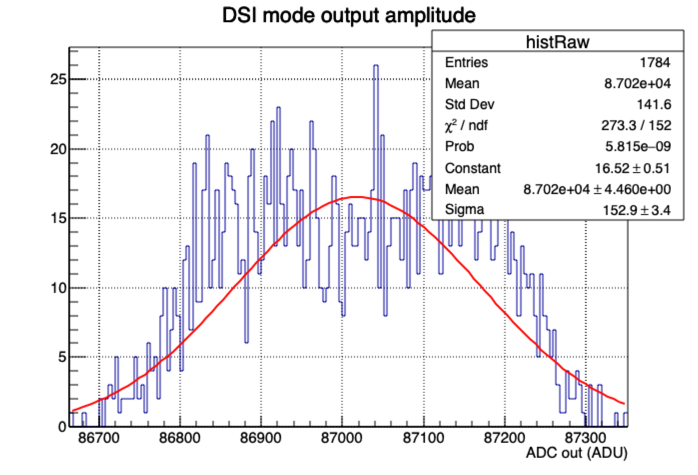 DSI mode output amplitude
histRaw
Entries 1784
Mean 8.702e+04
Std Dev 141.6
χ² / ndf 273.3 / 152
Prob 5.815e−09
Constant 16.52 ± 0.51
Mean 8.702e+04 ± 4.460e+00
Sigma 152.9 ± 3.4
25
20
15
10
5
0
86700 86800 86900 87000 87100 87200 87300
ADC out (ADU)